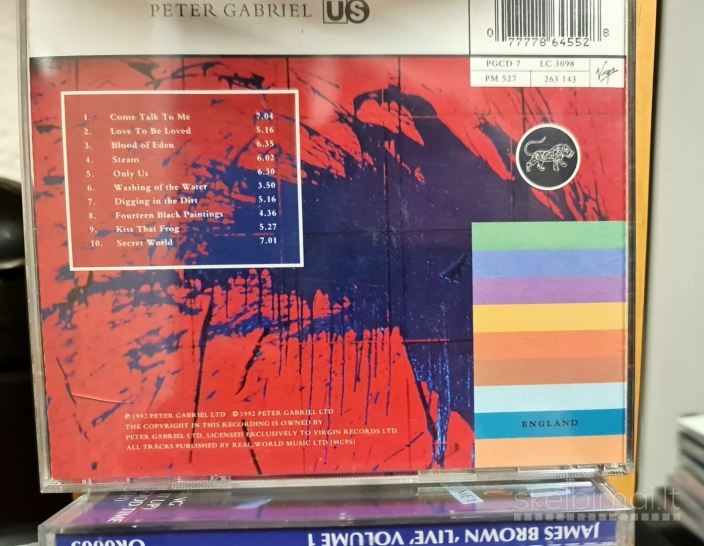 PETER GABRIEL US
0 77778 64552 8
PGCD 7 LC 3098
PM 527 263 143
Virgin
1. Come Talk To Me 7.04
2. Love To Be Loved 5.16
3. Blood of Eden 6.35
4. Steam 6.02
5. Only Us 6.30
6. Washing of the Water 3.50
7. Digging in the Dirt 5.16
8. Fourteen Black Paintings 4.36
9. Kiss That Frog 5.27
10. Secret World 7.01
ENGLAND
℗ 1992 PETER GABRIEL LTD © 1992 PETER GABRIEL LTD
THE COPYRIGHT IN THIS RECORDING IS OWNED BY
PETER GABRIEL LTD, LICENSED EXCLUSIVELY TO VIRGIN RECORDS LTD.
ALL TRACKS PUBLISHED BY REAL WORLD MUSIC LTD [MCPS]
skelbimai.lt
JAMES BROWN 'LIVE' VOLUME 1